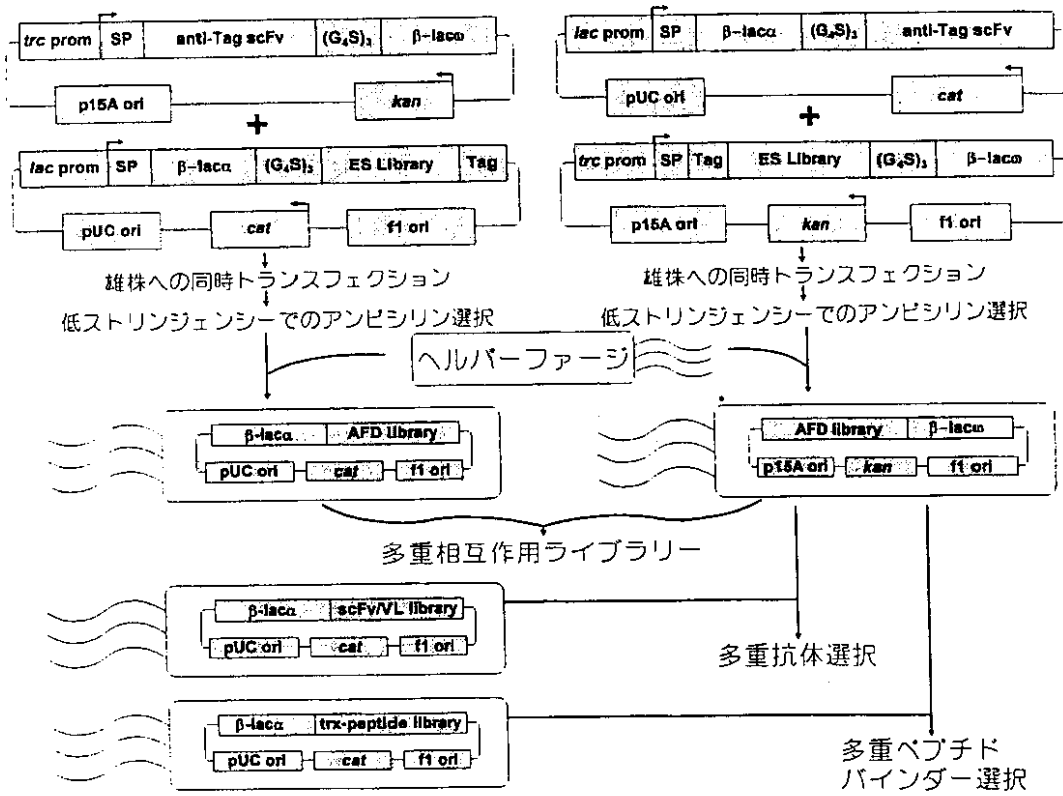 trc prom SP anti-Tag scFv (G₄S)₃ β-lacω
p15A ori kan
+
lac prom SP β-lacα (G₄S)₃ ES Library Tag
pUC ori cat f1 ori
雄株への同時トランスフェクション
低ストリンジェンシーでのアンピシリン選択
lac prom SP β-lacα (G₄S)₃ anti-Tag scFv
pUC ori cat
+
trc prom SP Tag ES Library (G₄S)₃ β-lacω
p15A ori kan f1 ori
雄株への同時トランスフェクション
低ストリンジェンシーでのアンピシリン選択
ヘルパーファージ
β-lacα AFD library
pUC ori cat f1 ori
AFD library β-lacω
p15A ori kan f1 ori
多重相互作用ライブラリー
β-lacα scFv/VL library
pUC ori cat f1 ori
多重抗体選択
β-lacα trx-peptide library
pUC ori cat f1 ori
多重ペプチド
バインダー選択